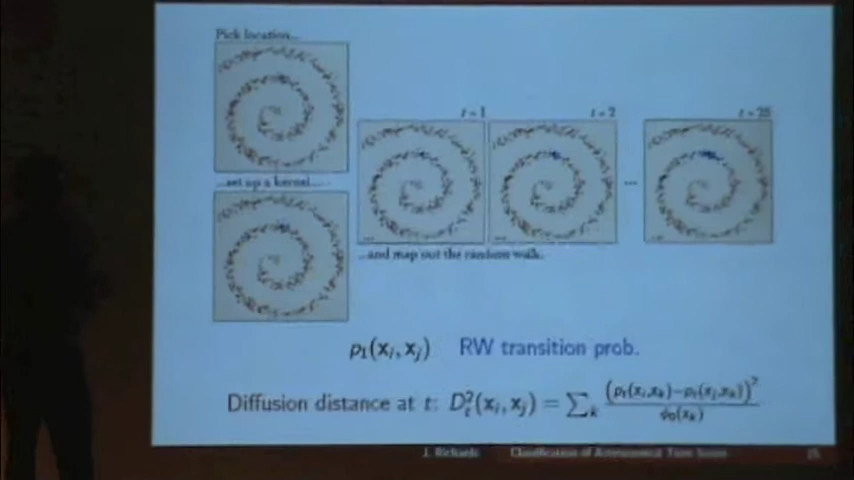 Pick location...
...set up a kernel...
t = 1
t = 2
...
t = 25
...and map out the random walk.
p₁(xᵢ, xⱼ) RW transition prob.
Diffusion distance at t: D²ₜ(xᵢ, xⱼ) = ∑ₖ (pₜ(xᵢ,xₖ)−pₜ(xⱼ,xₖ))² / ϕ₀(xₖ)
J. Richards Classification of Astronomical Time Series